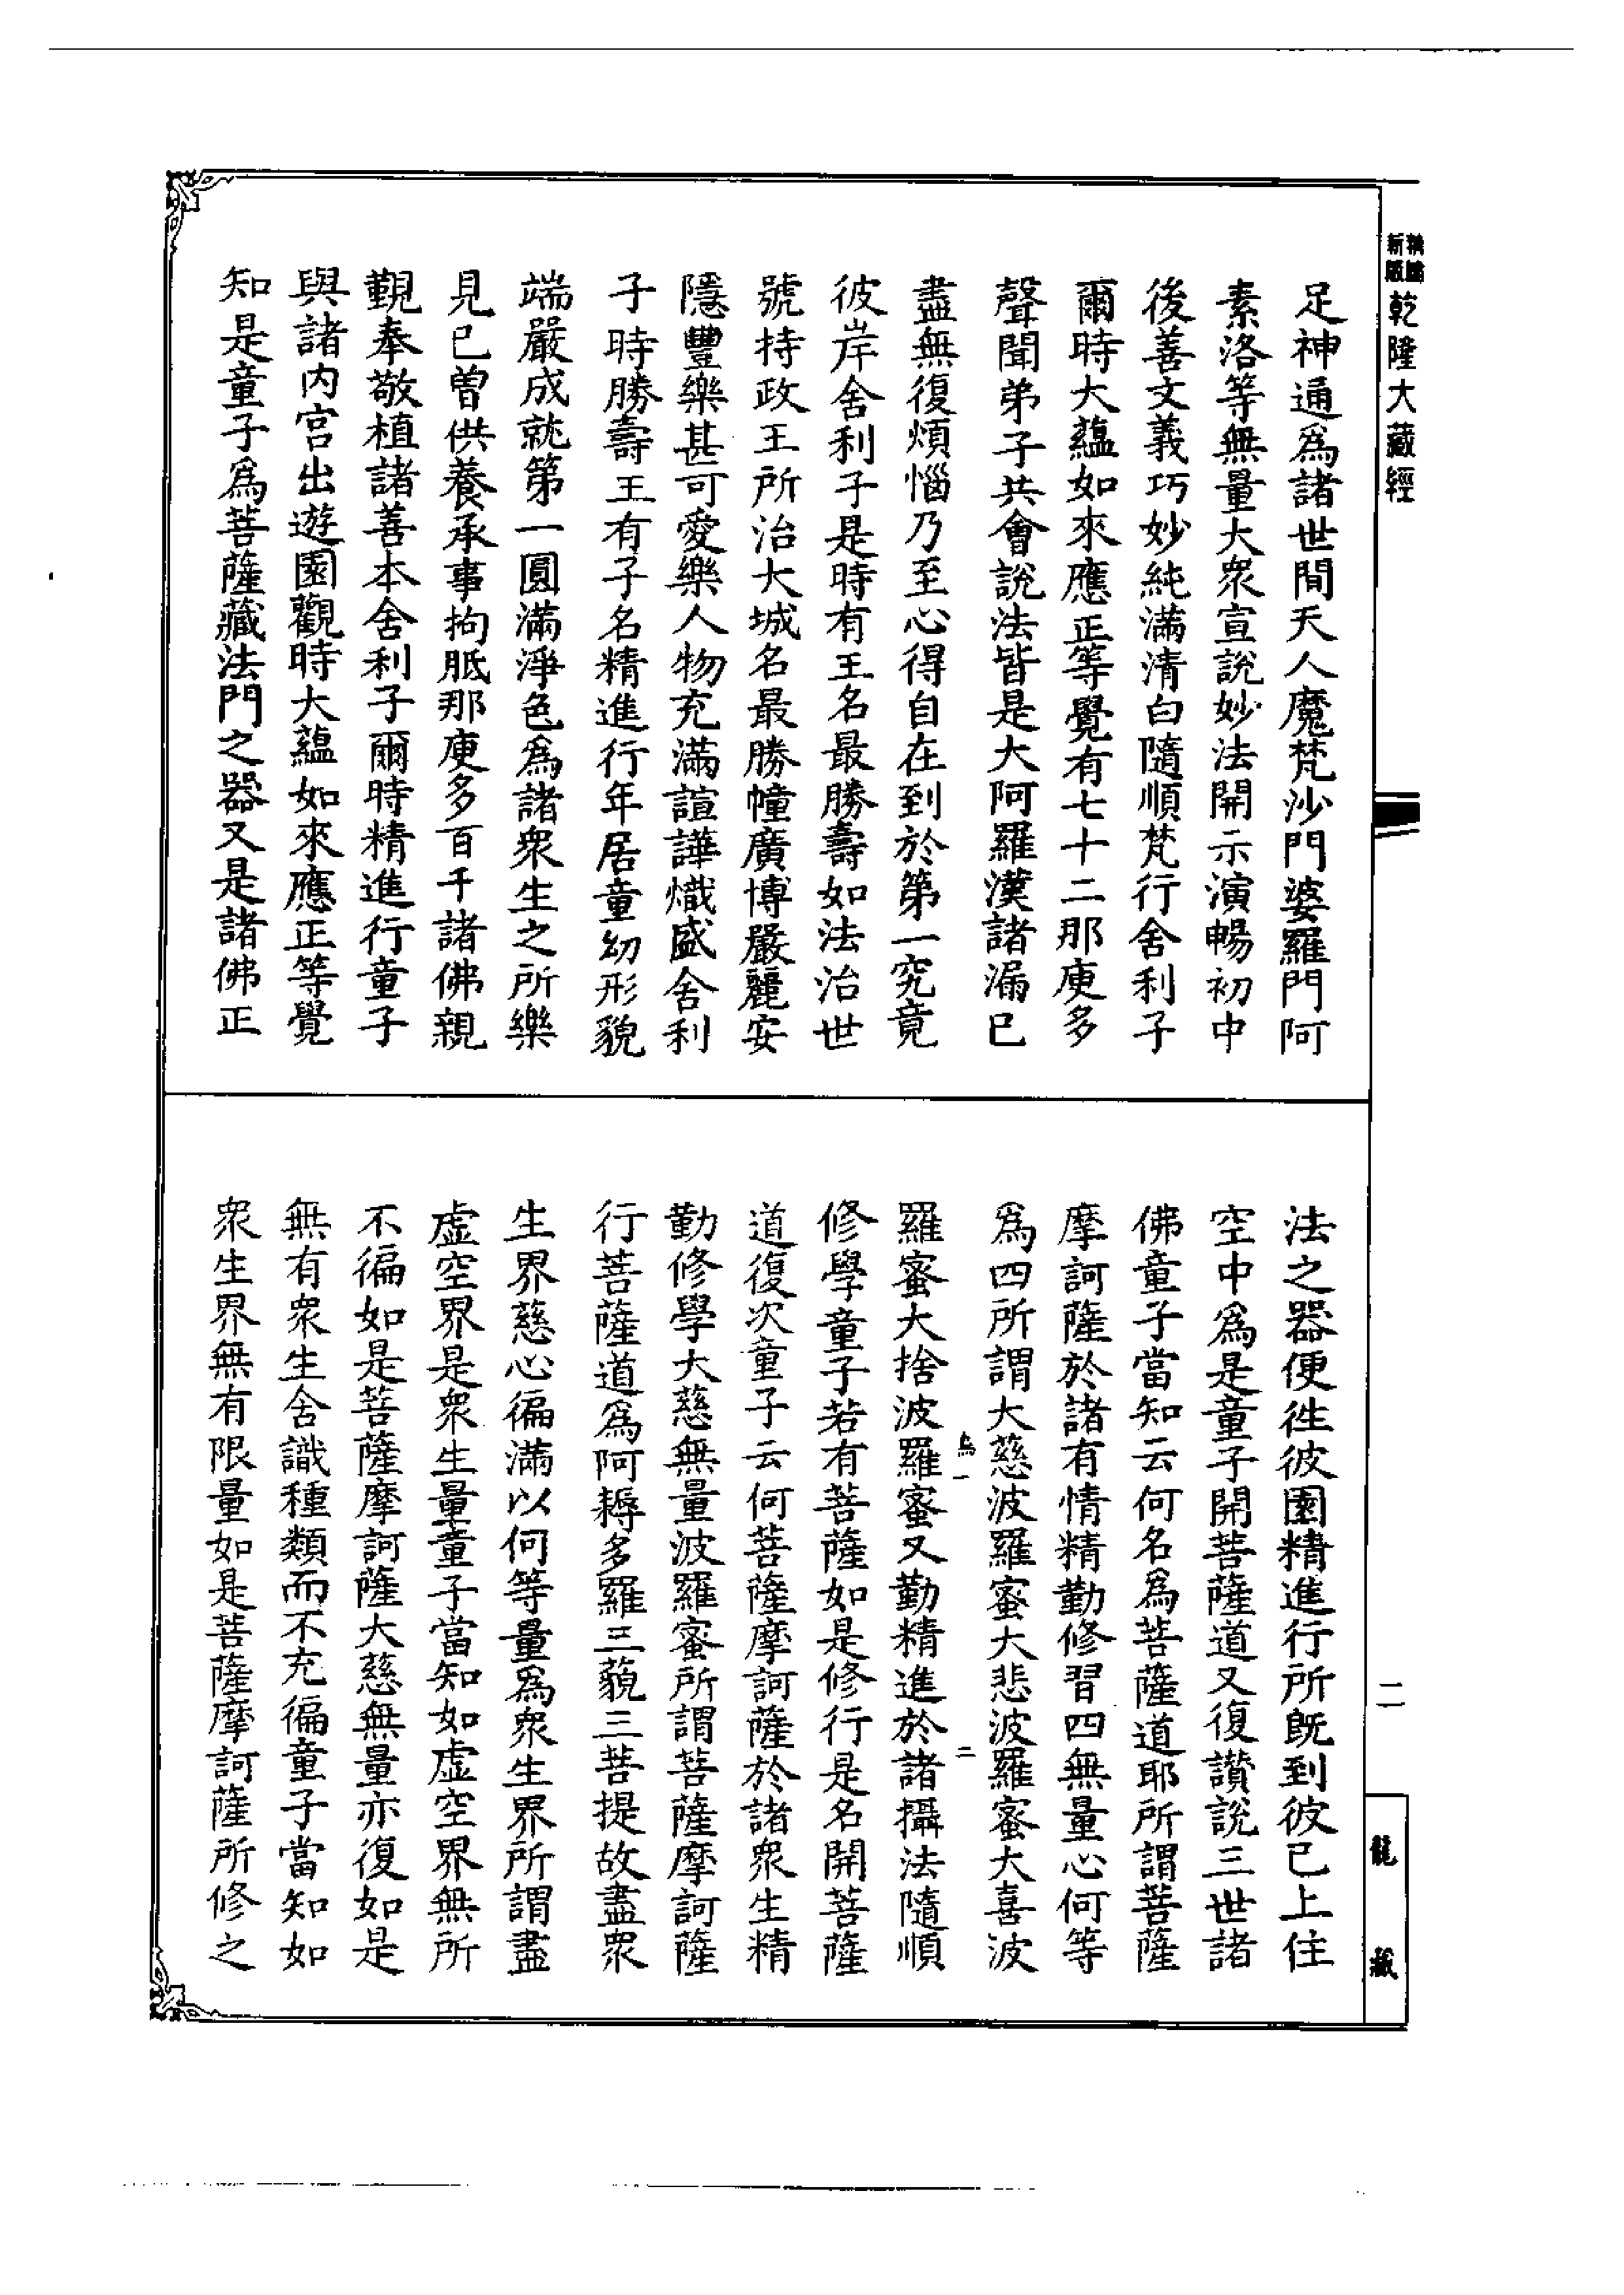 乾隆大藏經
足神通爲諸世間天人魔梵沙門婆羅門阿
素洛等無量大衆宣說妙法開示演暢初中
後善文義巧妙純滿清白隨順梵行舍利子
爾時大蘊如來應正等覺有七十二那庾多
聲聞弟子共會說法皆是大阿羅漢諸漏已
盡無復煩惱乃至心得自在到於第一究竟
彼岸舍利子是時有王名最勝壽如法治世
號持政王所治大城名最勝幢廣博嚴麗安
隱豐樂甚可愛樂人物充滿諠譁熾盛舍利
子時勝壽王有子名精進行年居童幼形貌
端嚴成就第一圓滿淨色爲諸衆生之所樂
見已曾供養承事拘胝那庾多百千諸佛親
覲奉敬植諸善本舍利子爾時精進行童子
與諸内宮出遊園觀時大蘊如來應正等覺
知是童子爲菩薩藏法門之器又是諸佛正
法之器便往彼園精進行所既到彼已上住
空中爲是童子開菩薩道又復讚說三世諸
佛童子當知云何名爲菩薩道耶所謂菩薩
摩訶薩於諸有情精勤修習四無量心何等
爲四所謂大慈波羅蜜大悲波羅蜜大喜波
羅蜜大捨波羅蜜又勤精進於諸攝法隨順
修學童子若有菩薩如是修行是名開菩薩
道復次童子云何菩薩摩訶薩於諸衆生精
勤修學大慈無量波羅蜜所謂菩薩摩訶薩
行菩薩道爲阿耨多羅三藐三菩提故盡衆
生界慈心徧滿以何等量爲衆生界所謂盡
虛空界是衆生量童子當知如虛空界無所
不徧如是菩薩摩訶薩大慈無量亦復如是
無有衆生含識種類而不充徧童子當知如
衆生界無有限量如是菩薩摩訶薩所修之
二
龍
藏